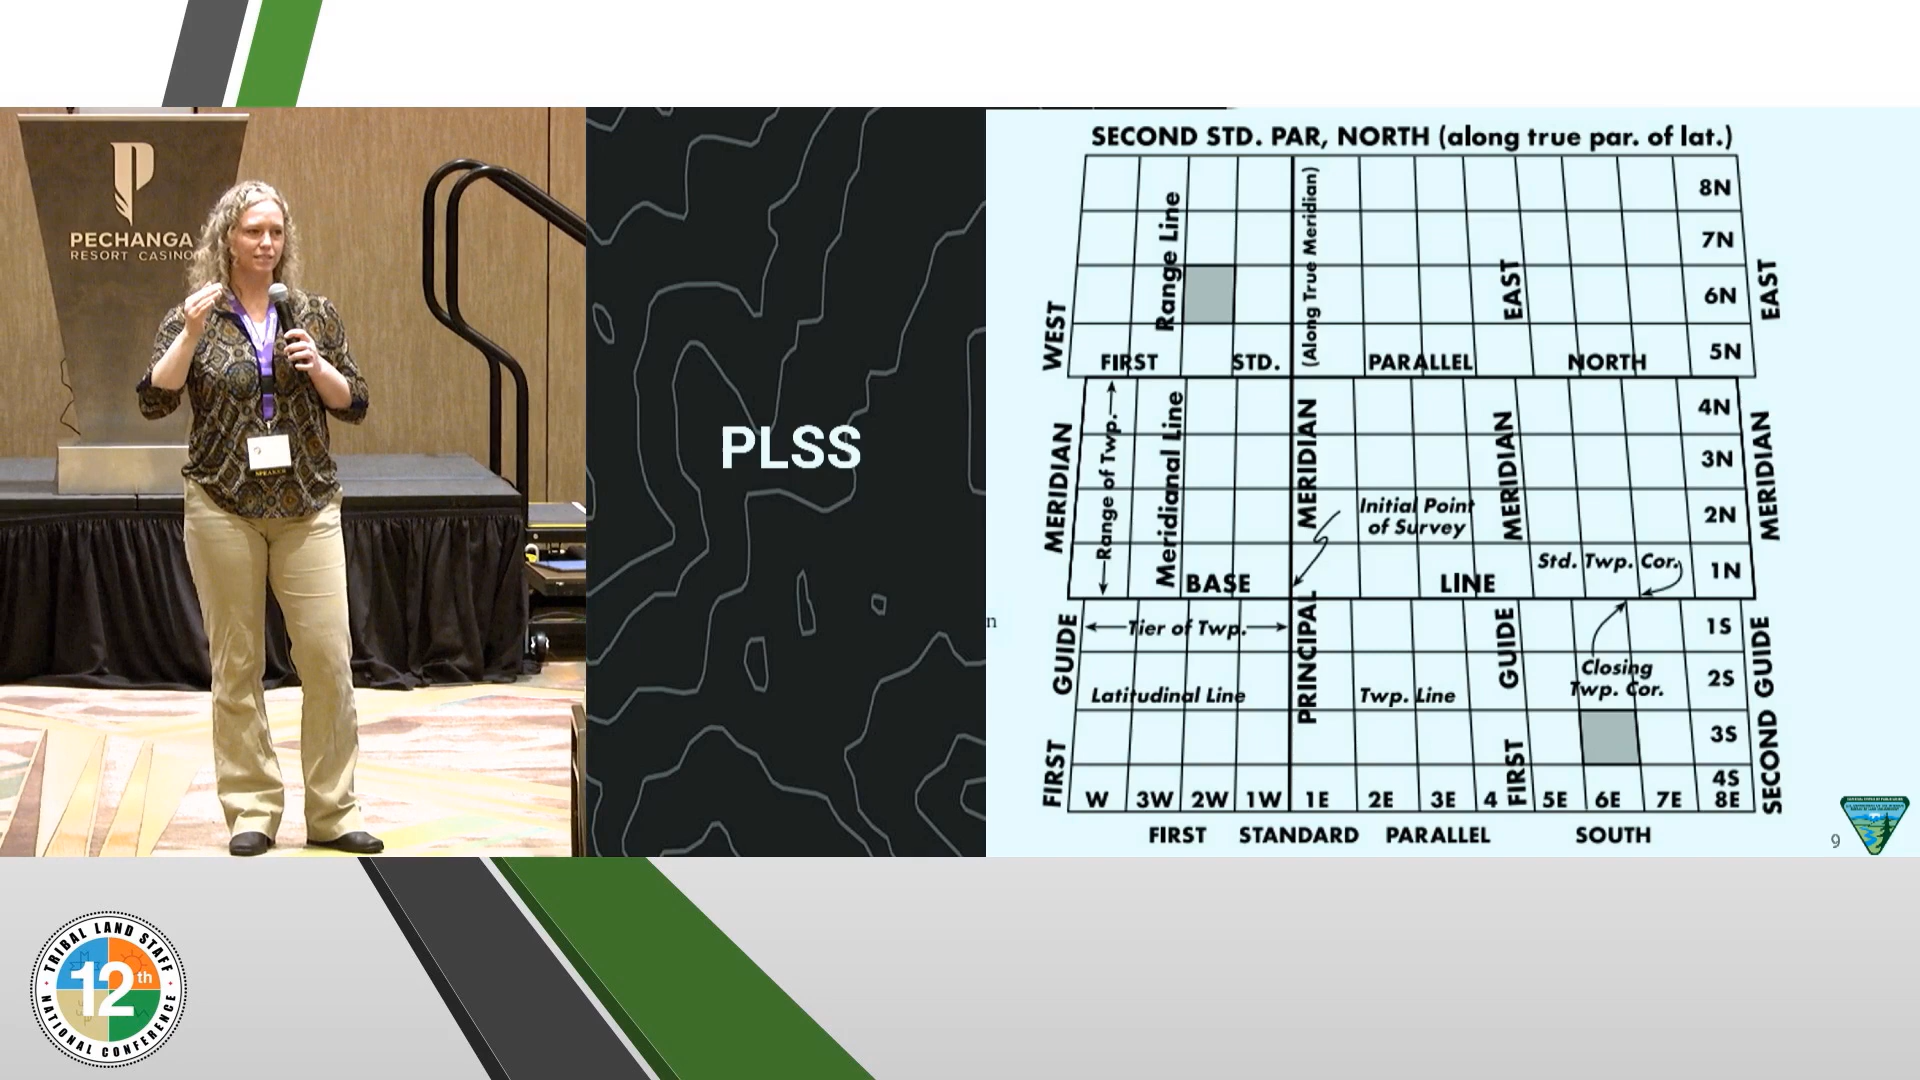 PECHANGA
RESORT CASINO
SPEAKER
PLSS
n
SECOND STD. PAR, NORTH (along true par. of lat.)
8N
7N
6N
5N
4N
3N
2N
1N
1S
2S
3S
4S
WEST
EAST
EAST
Range Line
(Along True Meridian)
FIRST STD. PARALLEL NORTH
MERIDIAN
Range of Twp.
Meridianal Line
MERIDIAN
MERIDIAN
MERIDIAN
Initial Point
of Survey
Std. Twp. Cor.
BASE LINE
GUIDE
Tier of Twp.
PRINCIPAL
GUIDE
Closing
Twp. Cor.
Latitudinal Line
Twp. Line
FIRST
FIRST
SECOND GUIDE
W 3W 2W 1W 1E 2E 3E 4 5E 6E 7E 8E
FIRST STANDARD PARALLEL SOUTH
9
TRIBAL LAND STAFF
12th
NATIONAL CONFERENCE